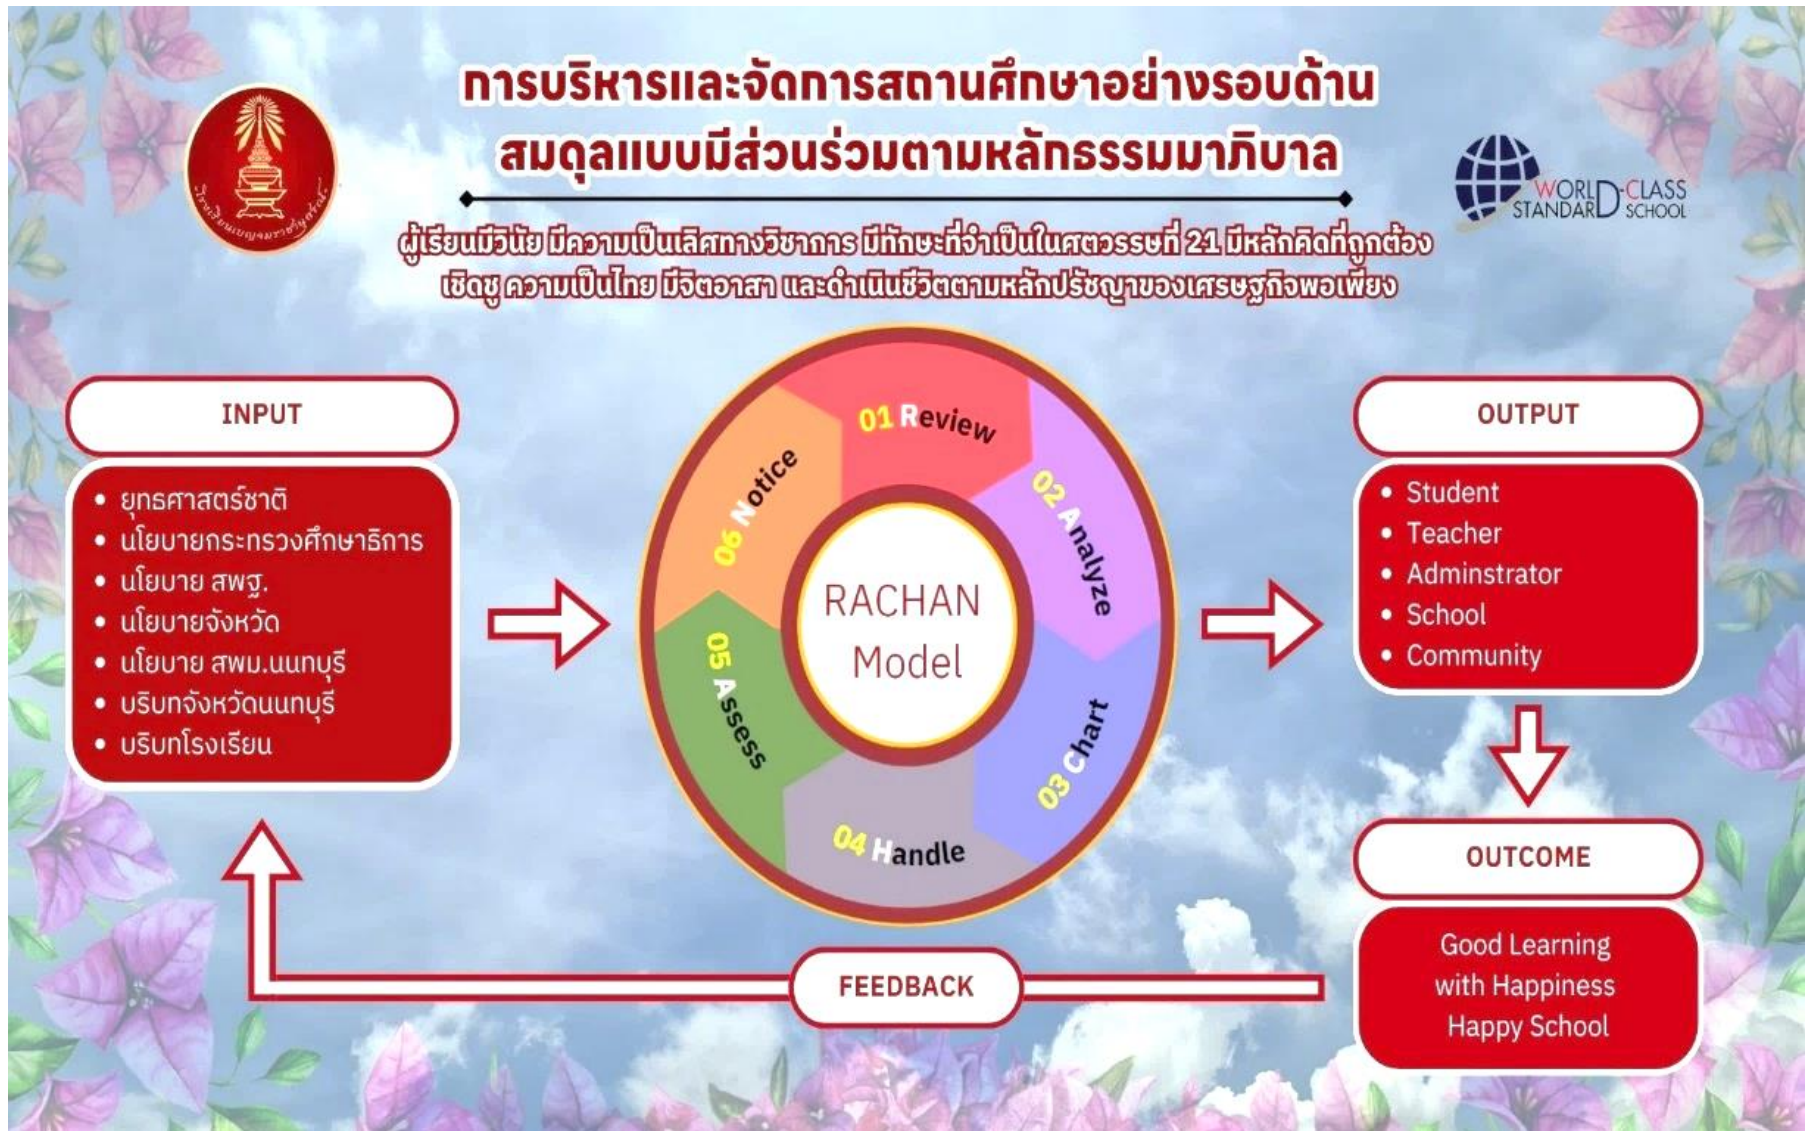 การบริหารและจัดการสถานศึกษาอย่างรอบด้าน
สมดุลแบบมีส่วนร่วมตามหลักธรรมมาภิบาล
ผู้เรียนมีวินัย มีความเป็นเลิศทางวิชาการ มีทักษะที่จำเป็นในศตวรรษที่ 21 มีหลักคิดที่ถูกต้อง
เชิดชู ความเป็นไทย มีจิตอาสา และดำเนินชีวิตตามหลักปรัชญาของเศรษฐกิจพอเพียง
WORLD-CLASS
STANDARD SCHOOL
INPUT
• ยุทธศาสตร์ชาติ
• นโยบายกระทรวงศึกษาธิการ
• นโยบาย สพฐ.
• นโยบายจังหวัด
• นโยบาย สพม.นนทบุรี
• บริบทจังหวัดนนทบุรี
• บริบทโรงเรียน
01 Review
02 Analyze
03 Chart
04 Handle
05 Assess
06 Notice
RACHAN
Model
OUTPUT
• Student
• Teacher
• Adminstrator
• School
• Community
OUTCOME
Good Learning
with Happiness
Happy School
FEEDBACK